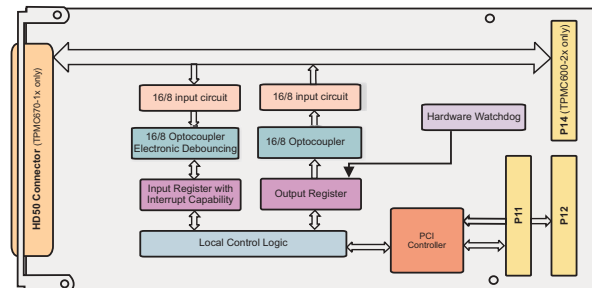 HD50 Connector (TPMC670-1x only)
P14 (TPMC600-2x only)
16/8 input circuit
16/8 input circuit
Hardware Watchdog
16/8 Optocoupler
Electronic Debouncing
16/8 Optocoupler
Input Register with
Interrupt Capability
Output Register
P11
P12
Local Control Logic
PCI
Controller